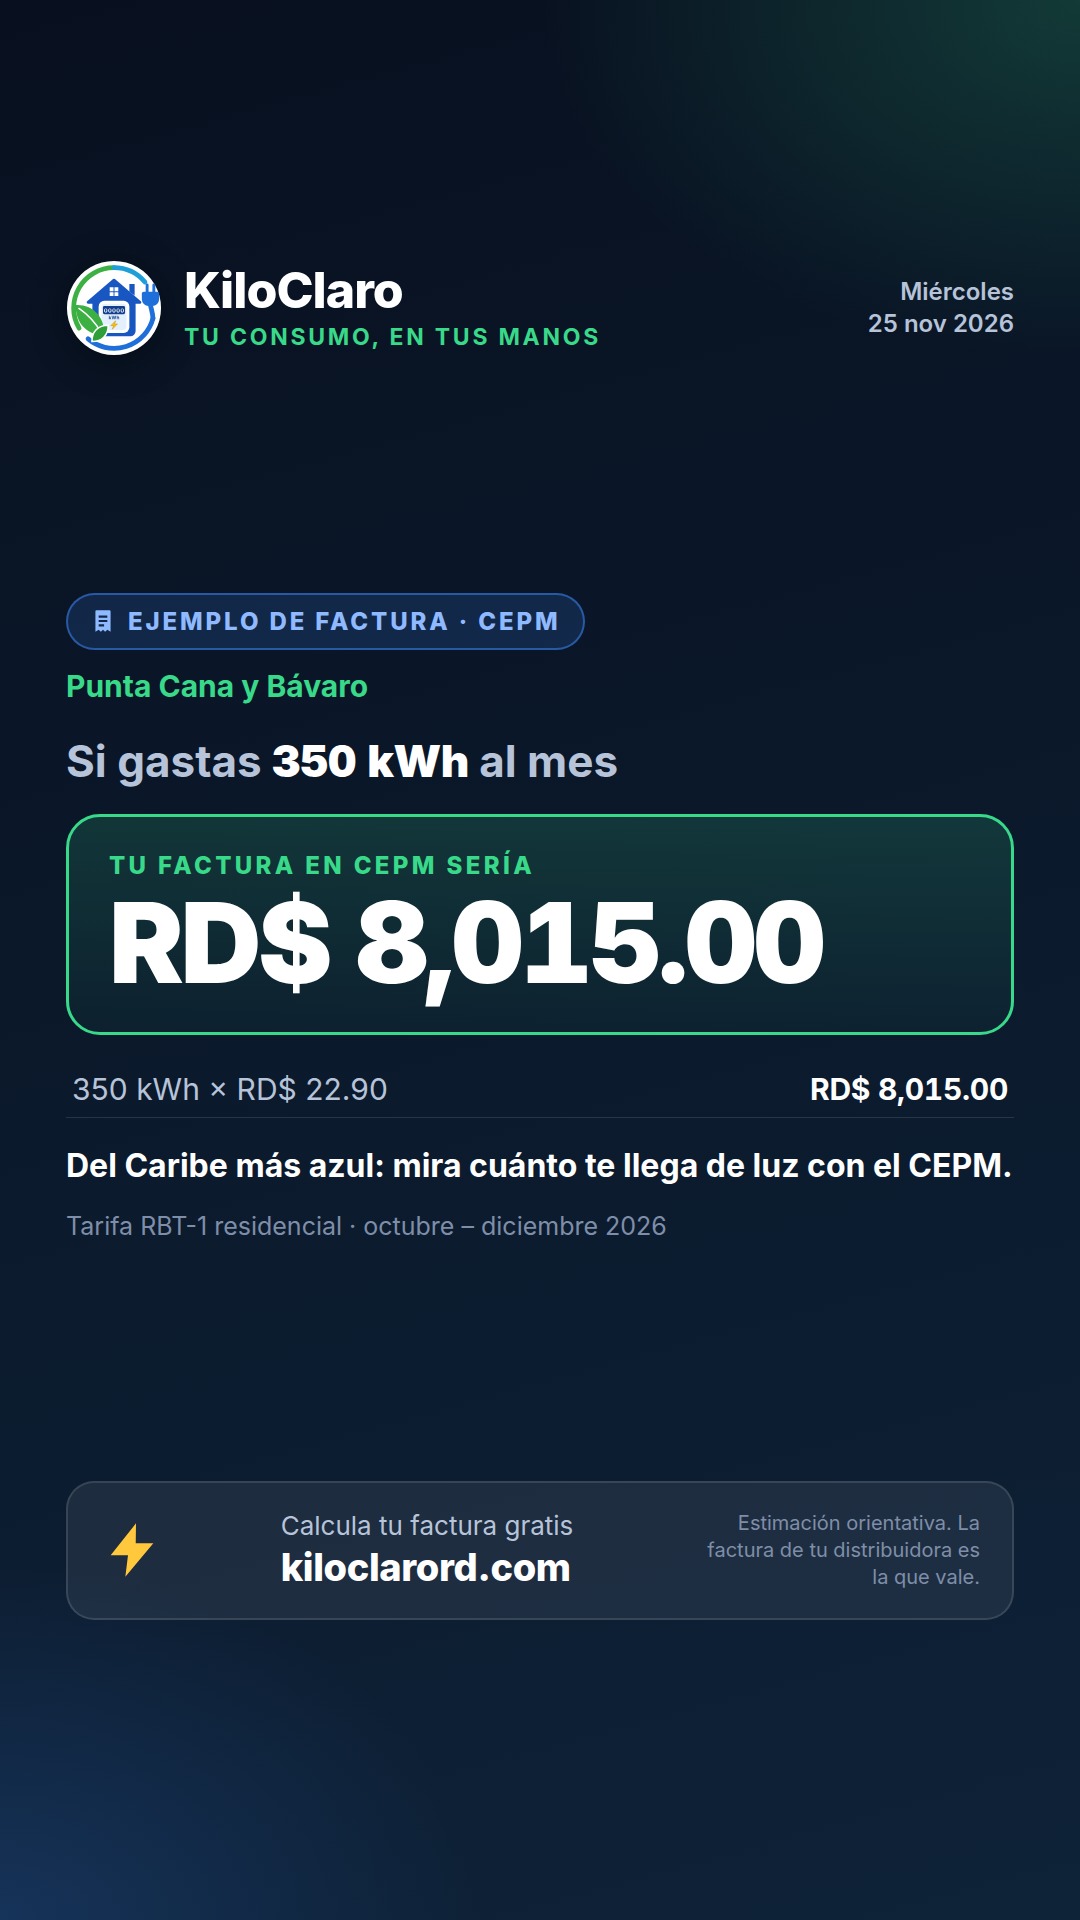 KiloClaro
TU CONSUMO, EN TUS MANOS
Miércoles
25 nov 2026
EJEMPLO DE FACTURA · CEPM
Punta Cana y Bávaro
Si gastas 350 kWh al mes
TU FACTURA EN CEPM SERÍA
RD$ 8,015.00
350 kWh × RD$ 22.90 RD$ 8,015.00
Del Caribe más azul: mira cuánto te llega de luz con el CEPM.
Tarifa RBT-1 residencial · octubre – diciembre 2026
Calcula tu factura gratis
kiloclarord.com
Estimación orientativa. La
factura de tu distribuidora es
la que vale.